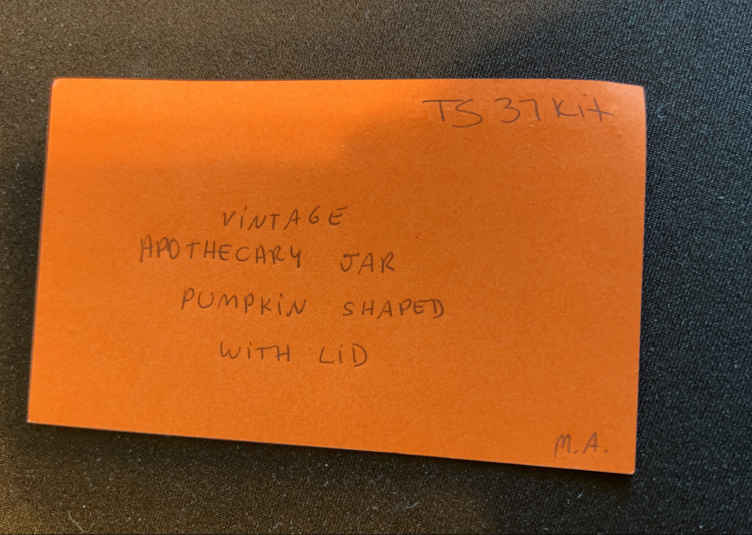 TS 37 Kit
ViNTAGE
APOTHECARY JAR
PUMPKiN SHAPED
WiTH LiD
M.A.